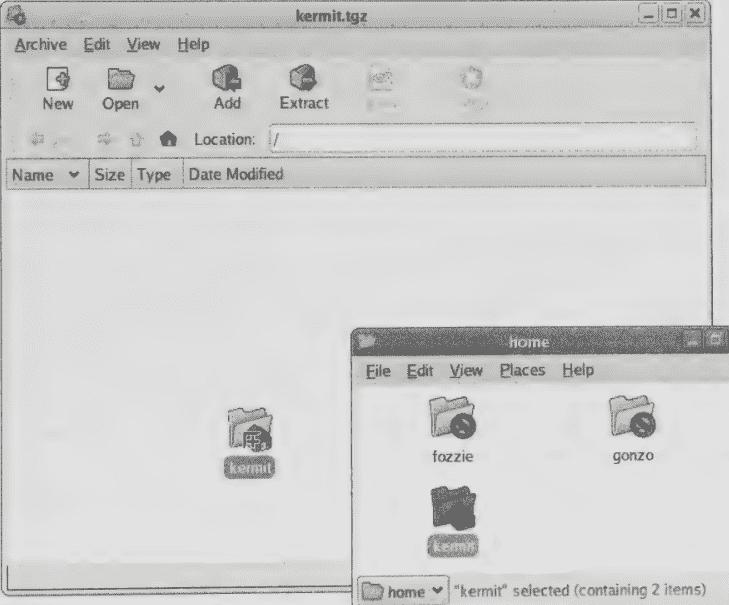 kermit.tgz
Archive Edit View Help
New Open Add Extract
Location: /
Name Size Type Date Modified
kermit
home
File Edit View Places Help
fozzie gonzo
kermit
home "kermit" selected (containing 2 items)